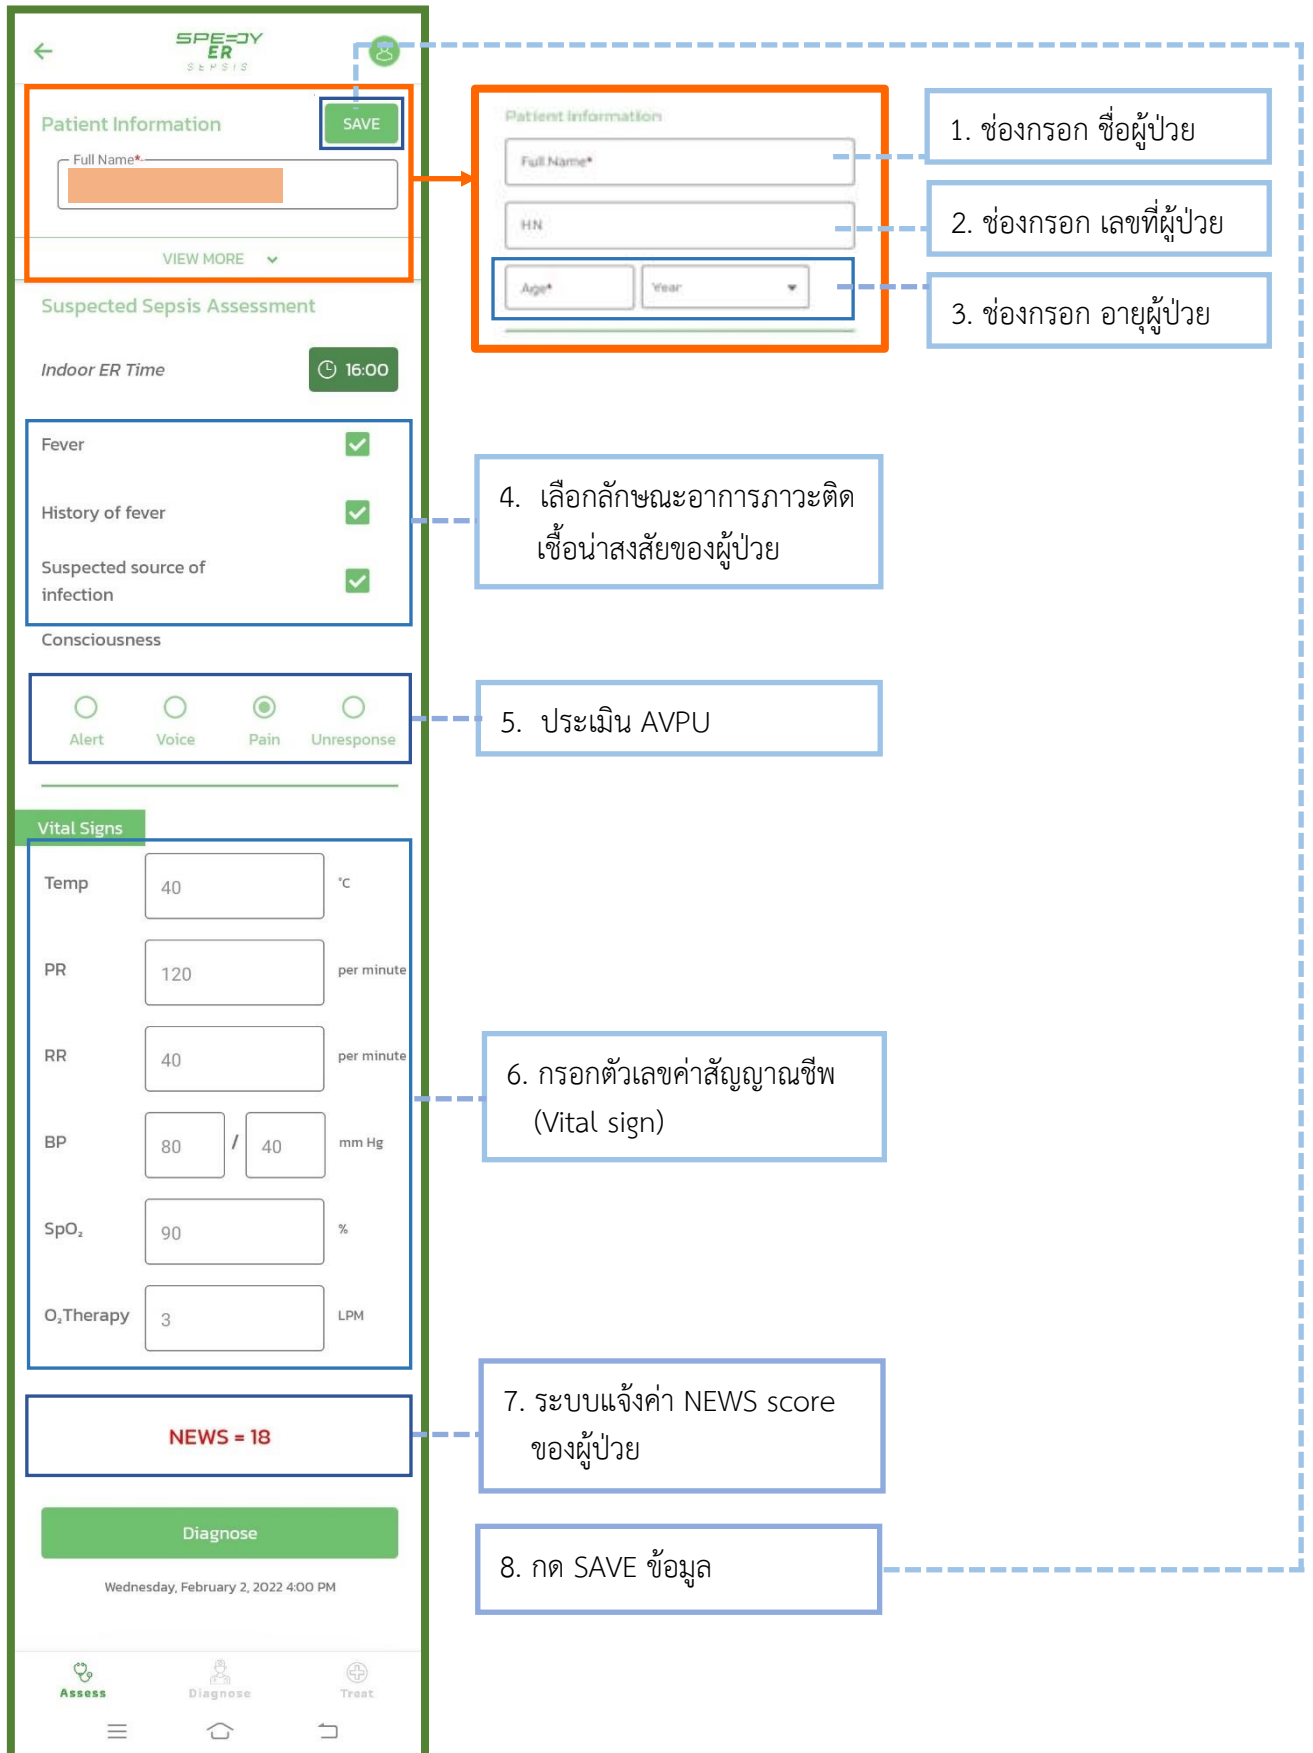 SPEEDY
ER
SEPSIS
Patient Information
SAVE
Full Name*
VIEW MORE
Suspected Sepsis Assessment
Indoor ER Time
16:00
Fever
History of fever
Suspected source of
infection
Consciousness
Alert Voice Pain Unresponse
Vital Signs
Temp 40 °C
PR 120 per minute
RR 40 per minute
BP 80 / 40 mm Hg
SpO₂ 90 %
O₂Therapy 3 LPM
NEWS = 18
Diagnose
Wednesday, February 2, 2022 4:00 PM
Assess Diagnose Treat
Patient Information
Full Name*
HN
Age* Year
1. ช่องกรอก ชื่อผู้ป่วย
2. ช่องกรอก เลขที่ผู้ป่วย
3. ช่องกรอก อายุผู้ป่วย
4. เลือกลักษณะอาการภาวะติด
เชื้อน่าสงสัยของผู้ป่วย
5. ประเมิน AVPU
6. กรอกตัวเลขค่าสัญญาณชีพ
(Vital sign)
7. ระบบแจ้งค่า NEWS score
ของผู้ป่วย
8. กด SAVE ข้อมูล